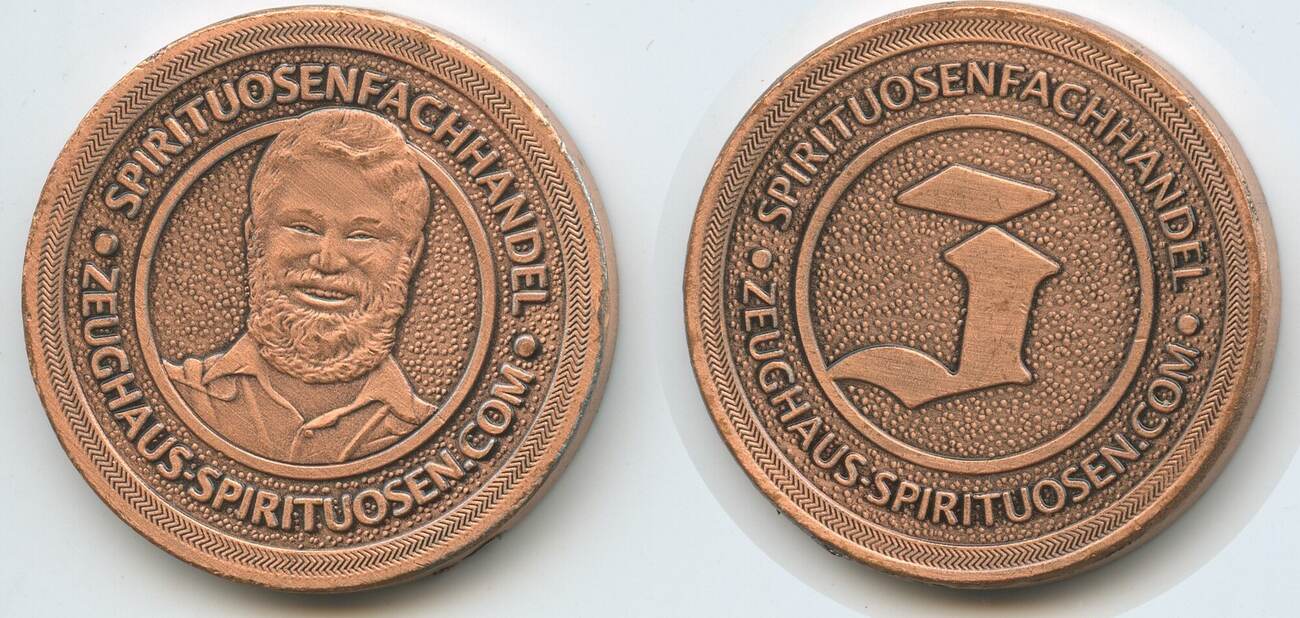 SPIRITUOSENFACHHANDEL
• ZEUGHAUS-SPIRITUOSEN.COM •
SPIRITUOSENFACHHANDEL
• ZEUGHAUS-SPIRITUOSEN.COM •
j